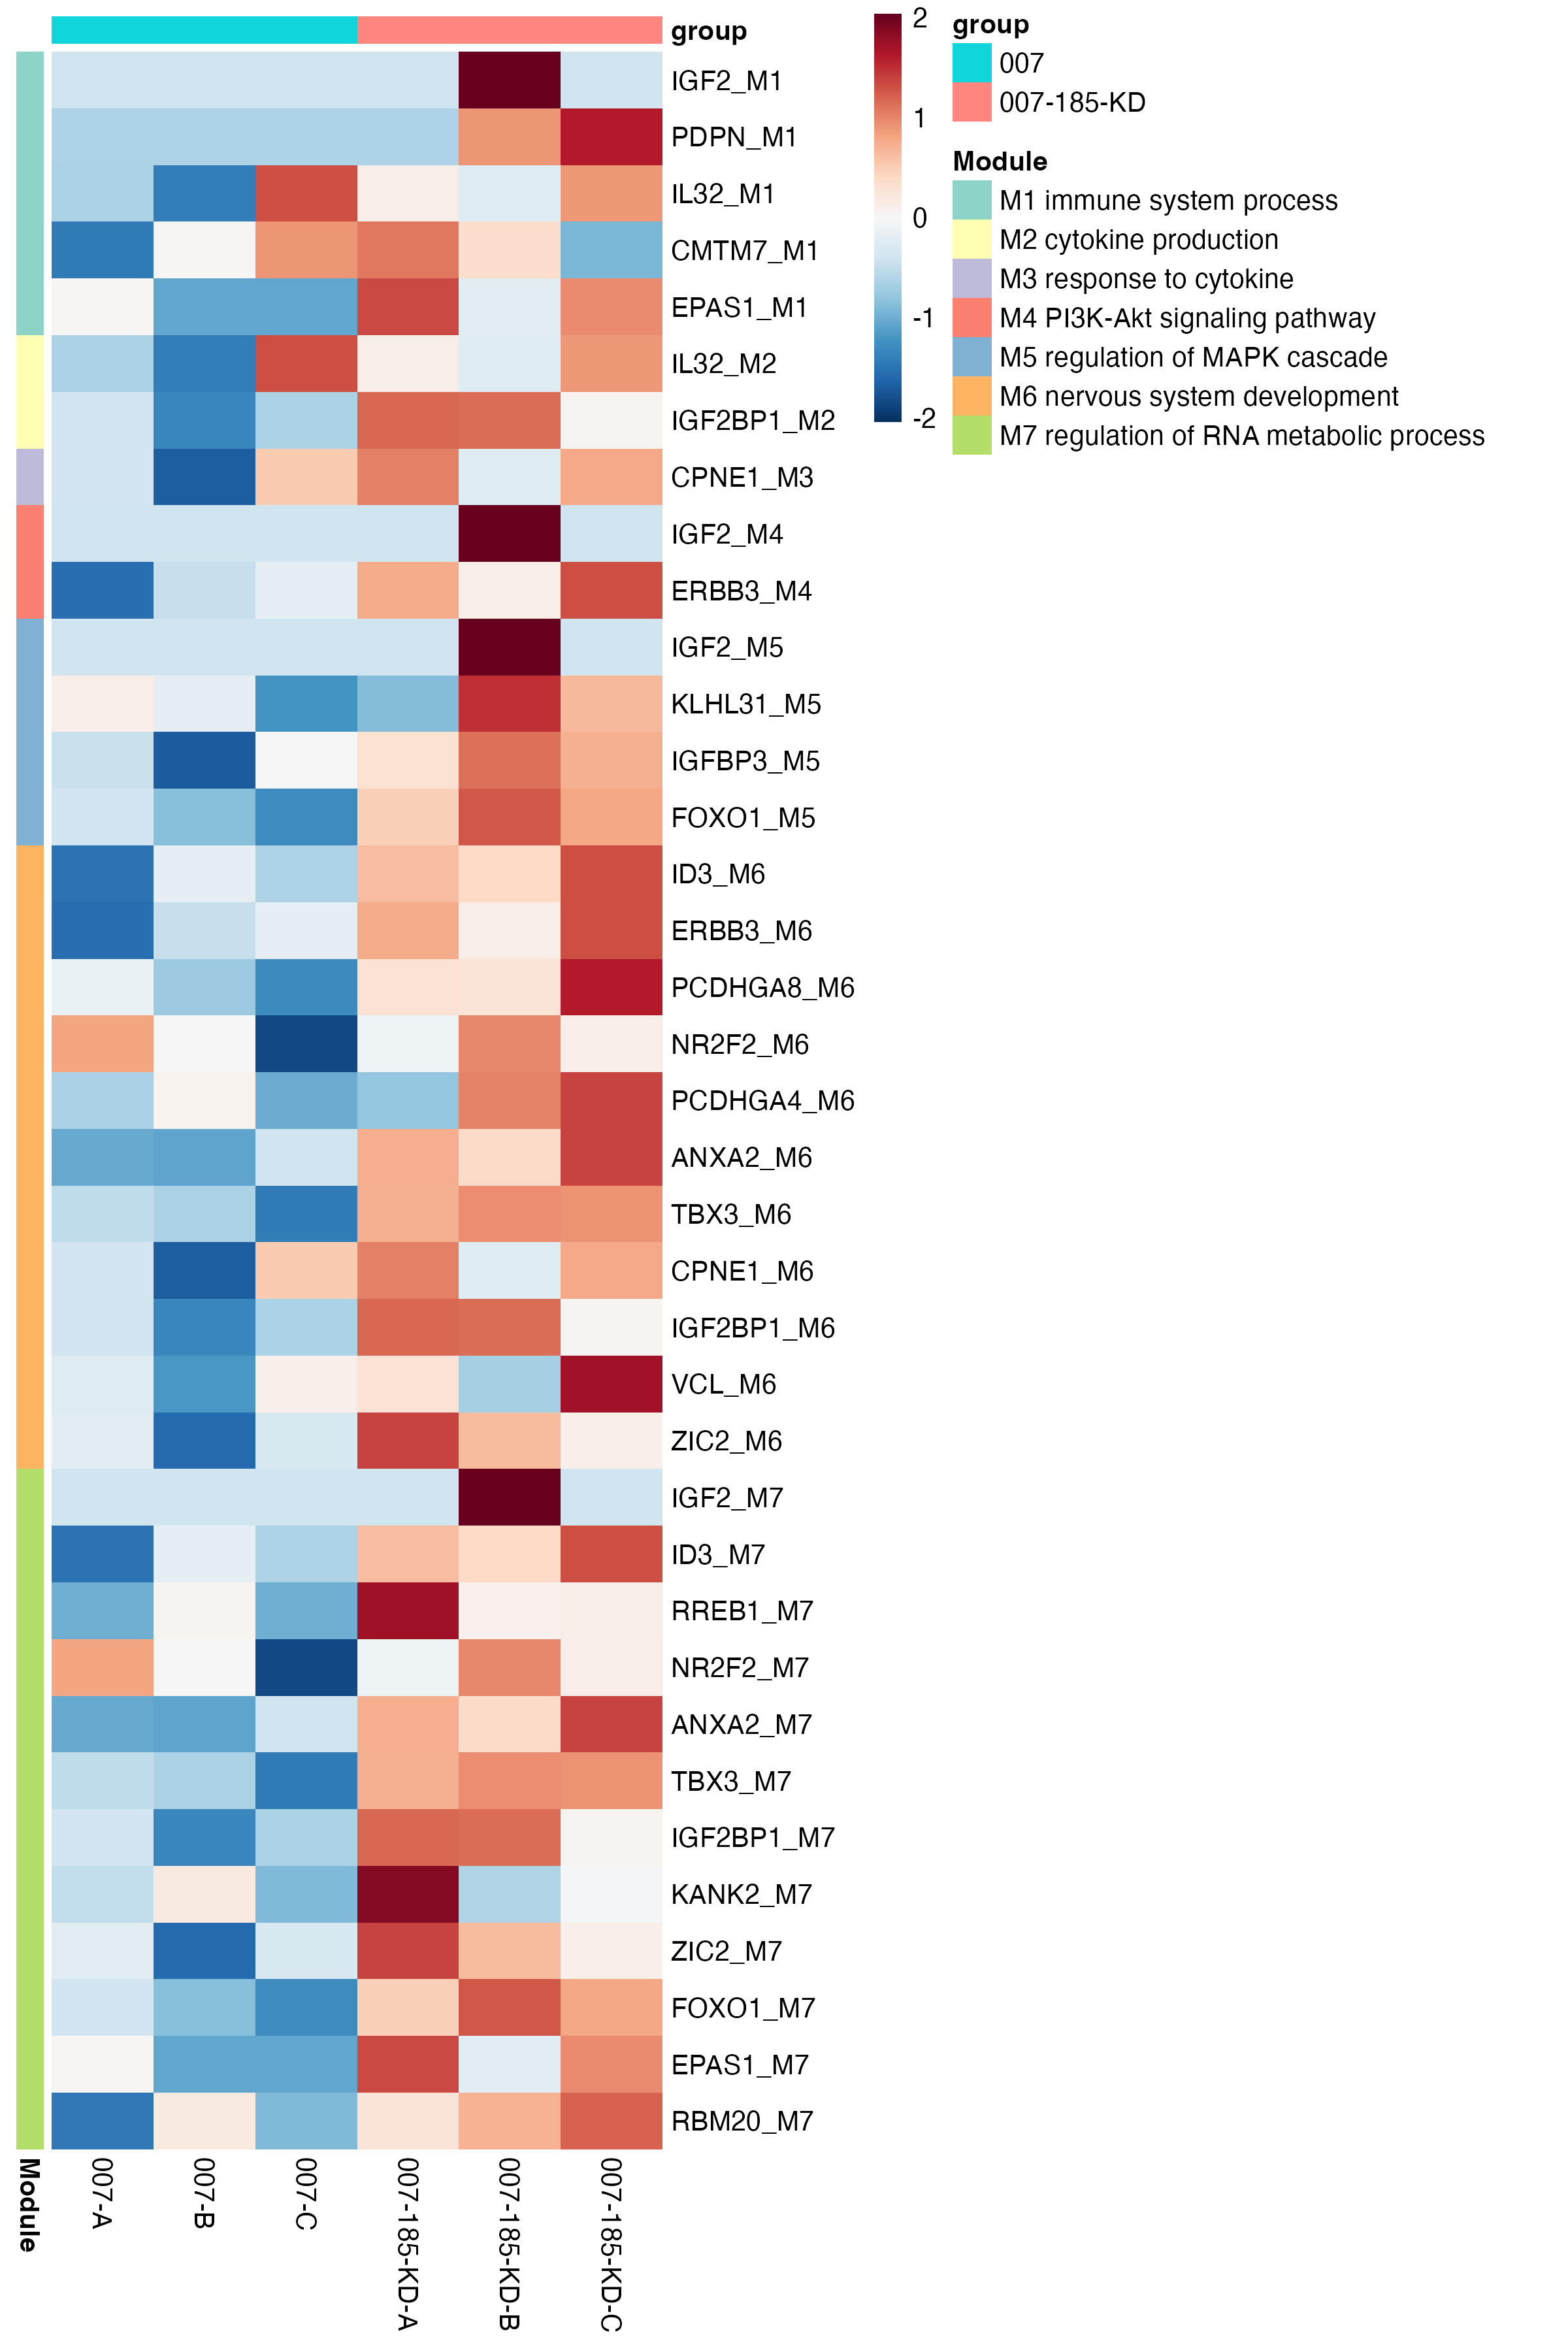 group
IGF2_M1
PDPN_M1
IL32_M1
CMTM7_M1
EPAS1_M1
IL32_M2
IGF2BP1_M2
CPNE1_M3
IGF2_M4
ERBB3_M4
IGF2_M5
KLHL31_M5
IGFBP3_M5
FOXO1_M5
ID3_M6
ERBB3_M6
PCDHGA8_M6
NR2F2_M6
PCDHGA4_M6
ANXA2_M6
TBX3_M6
CPNE1_M6
IGF2BP1_M6
VCL_M6
ZIC2_M6
IGF2_M7
ID3_M7
RREB1_M7
NR2F2_M7
ANXA2_M7
TBX3_M7
IGF2BP1_M7
KANK2_M7
ZIC2_M7
FOXO1_M7
EPAS1_M7
RBM20_M7
Module
007-A
007-B
007-C
007-185-KD-A
007-185-KD-B
007-185-KD-C
2
1
0
-1
-2
group
007
007-185-KD
Module
M1 immune system process
M2 cytokine production
M3 response to cytokine
M4 PI3K-Akt signaling pathway
M5 regulation of MAPK cascade
M6 nervous system development
M7 regulation of RNA metabolic process